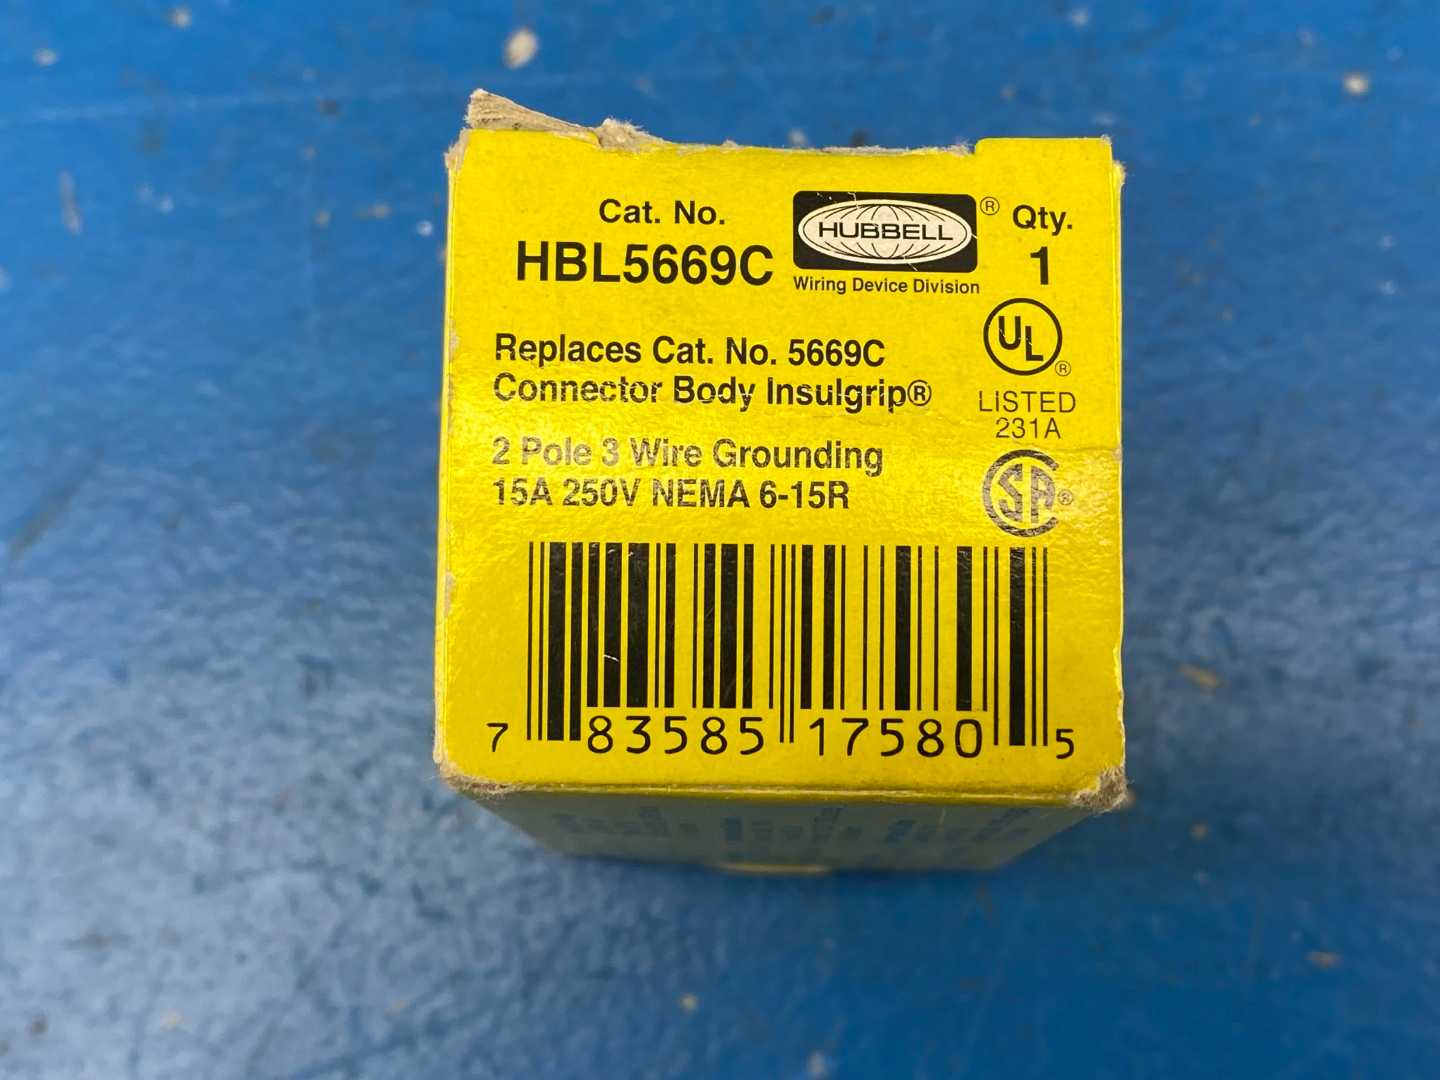 Cat. No.
HBL5669C
HUBBELL®
Wiring Device Division
Qty.
1
Replaces Cat. No. 5669C
Connector Body Insulgrip®
2 Pole 3 Wire Grounding
15A 250V NEMA 6-15R
UL®
LISTED
231A
SA®
7 83585 17580 5